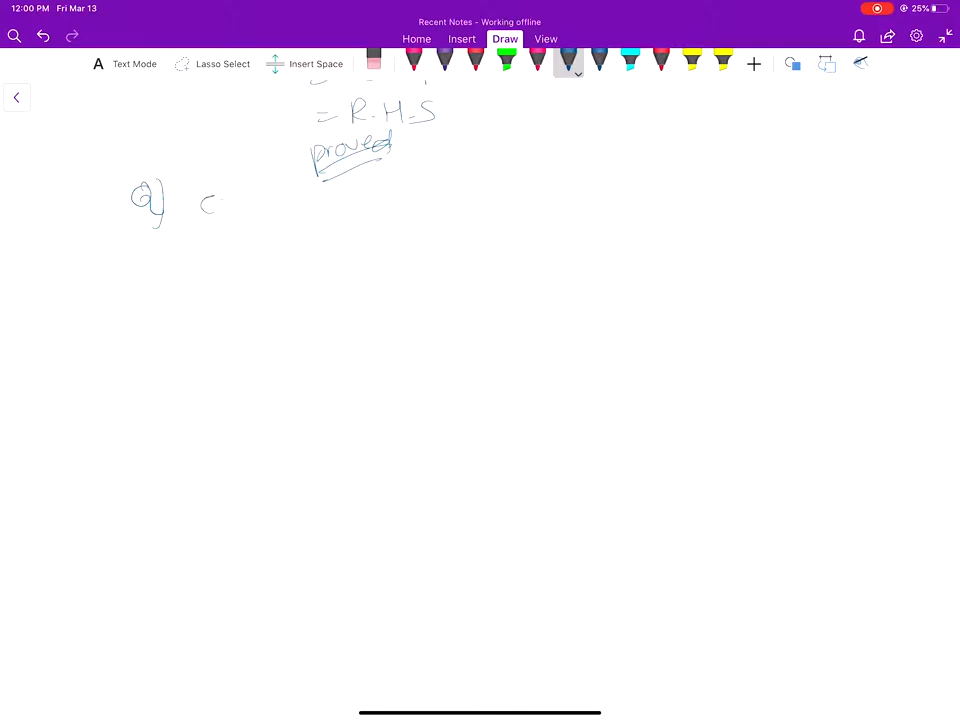 12:00 PM Fri Mar 13
25%
Recent Notes - Working offline
Home Insert Draw View
A Text Mode Lasso Select Insert Space
= R.H.S
proved
Q) C